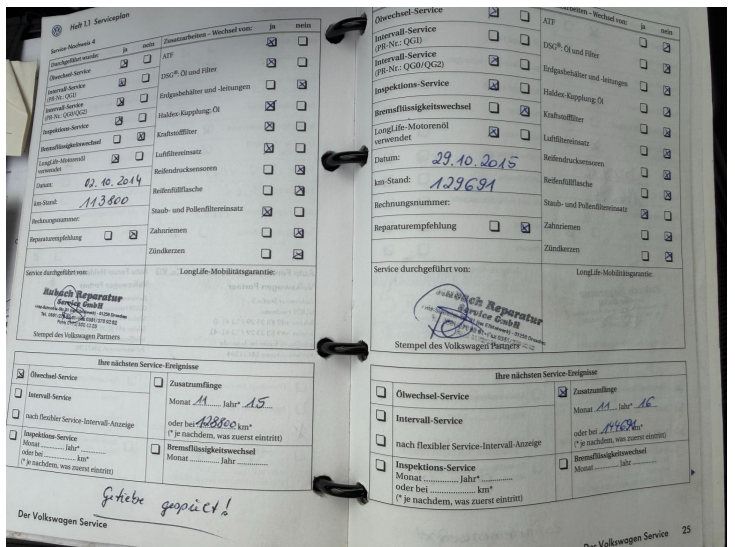 Heft 1.1 Serviceplan
Service-Nachweis 4
Durchgeführt wurde: ja nein
Ölwechsel-Service
Intervall-Service
(PR-Nr.: QG1)
Intervall-Service
(PR-Nr.: QG0/QG2)
Inspektions-Service
Bremsflüssigkeitswechsel
LongLife-Motorenöl
verwendet
Datum: 02.10.2014
km-Stand: 113800
Rechnungsnummer:
Reparaturempfehlung
Zusatzarbeiten – Wechsel von: ja nein
ATF
DSG®: Öl und Filter
Erdgasbehälter und -leitungen
Haldex-Kupplung: Öl
Kraftstofffilter
Luftfiltereinsatz
Reifendrucksensoren
Reifenfüllflasche
Staub- und Pollenfiltereinsatz
Zahnriemen
Zündkerzen
Service durchgeführt von:
LongLife-Mobilitätsgarantie:
Rubach Reparatur
Service GmbH
Stempel des Volkswagen Partners
Ihre nächsten Service-Ereignisse
Ölwechsel-Service
Intervall-Service
nach flexibler Service-Intervall-Anzeige
Inspektions-Service
Monat .......... Jahr* ..........
oder bei .......... km*
(* je nachdem, was zuerst eintritt)
Zusatzumfänge
Monat 11 Jahr* 15
oder bei 128800 km*
(* je nachdem, was zuerst eintritt)
Bremsflüssigkeitswechsel
Monat .......... Jahr ..........
Getiebe gespült!
Der Volkswagen Service
Ölwechsel-Service
Intervall-Service
(PR-Nr.: QG1)
Intervall-Service
(PR-Nr.: QG0/QG2)
Inspektions-Service
Bremsflüssigkeitswechsel
LongLife-Motorenöl
verwendet
Datum: 29.10.2015
km-Stand: 129691
Rechnungsnummer:
Reparaturempfehlung
Zusatzarbeiten – Wechsel von: ja nein
ATF
DSG®: Öl und Filter
Erdgasbehälter und -leitungen
Haldex-Kupplung: Öl
Kraftstofffilter
Luftfiltereinsatz
Reifendrucksensoren
Reifenfüllflasche
Staub- und Pollenfiltereinsatz
Zahnriemen
Zündkerzen
Service durchgeführt von:
LongLife-Mobilitätsgarantie:
Reparatur
Service GmbH
Stempel des Volkswagen Partners
Ihre nächsten Service-Ereignisse
Ölwechsel-Service
Intervall-Service
nach flexibler Service-Intervall-Anzeige
Inspektions-Service
Monat .......... Jahr* ..........
oder bei .......... km*
(* je nachdem, was zuerst eintritt)
Zusatzumfänge
Monat 11 Jahr* 16
oder bei 144691 km*
(* je nachdem, was zuerst eintritt)
Bremsflüssigkeitswechsel
Monat .......... Jahr ..........
Der Volkswagen Service 25